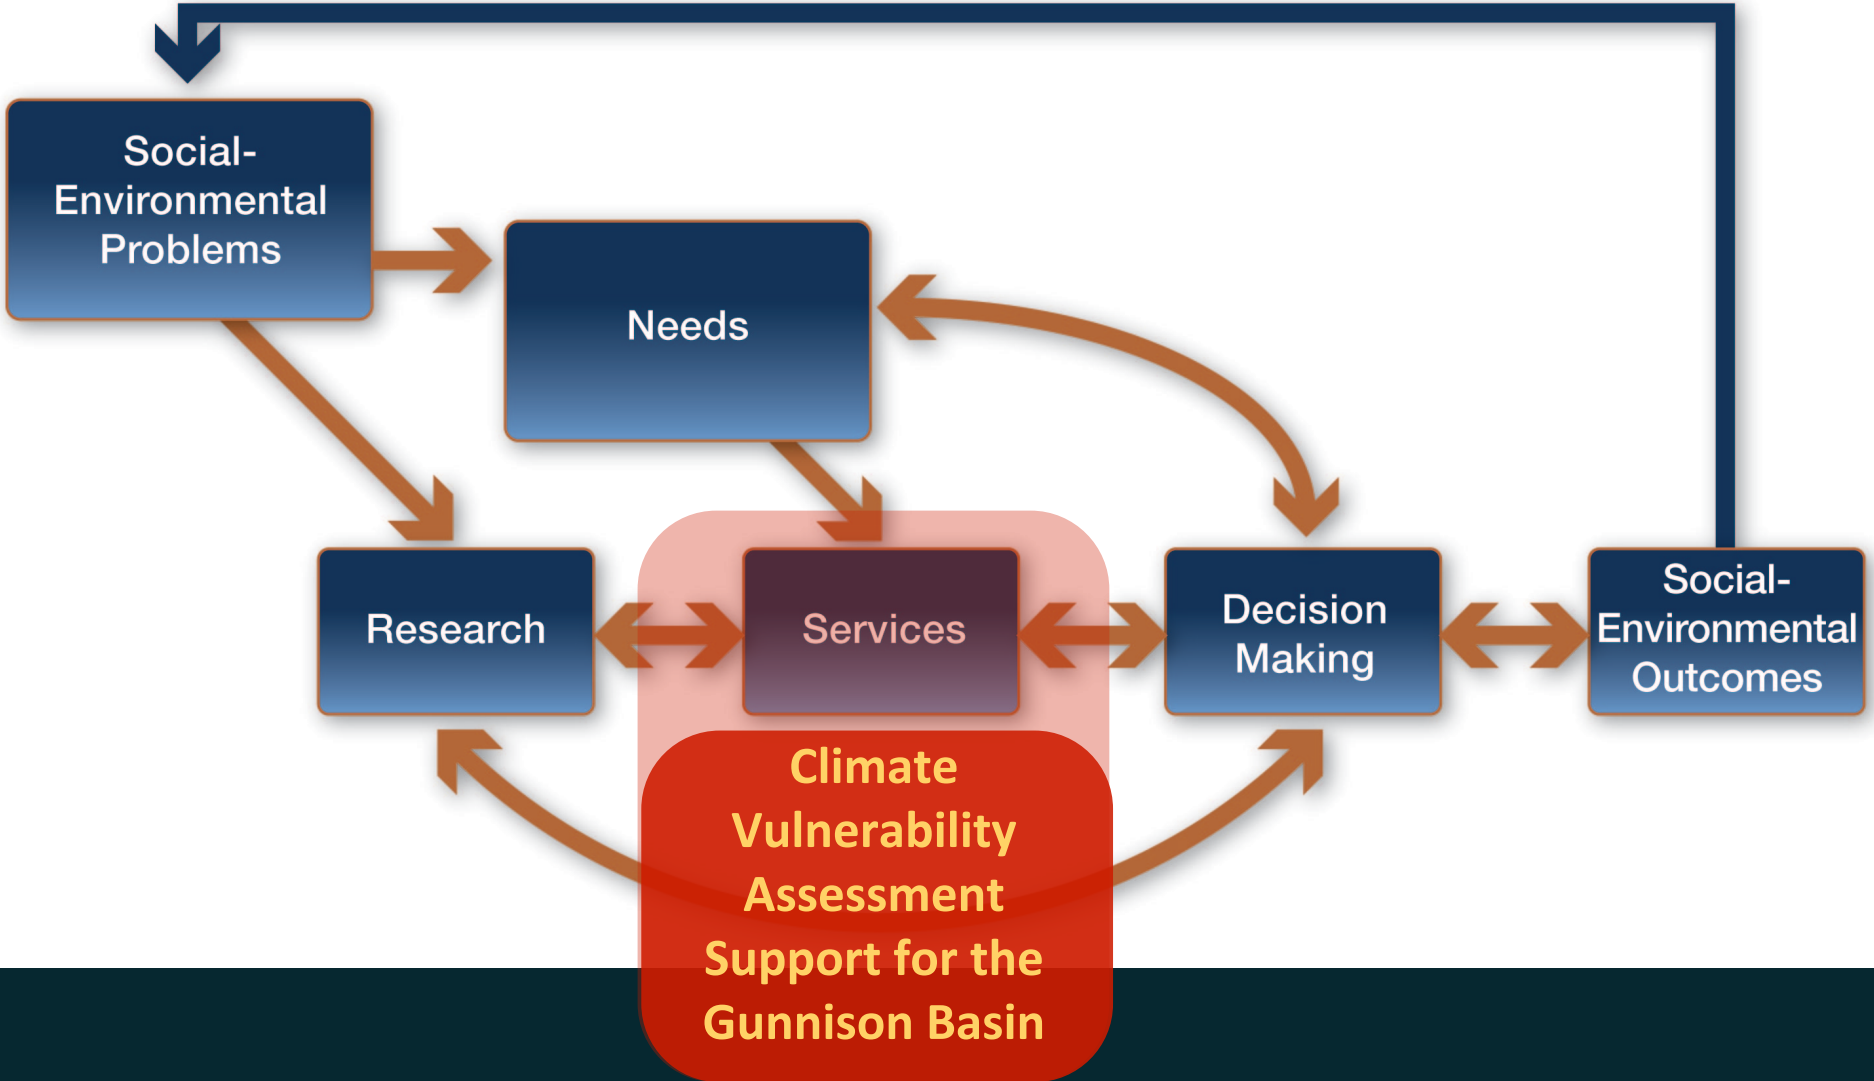 Social-
Environmental
Problems
Needs
Research
Services
Decision
Making
Social-
Environmental
Outcomes
Climate
Vulnerability
Assessment
Support for the
Gunnison Basin